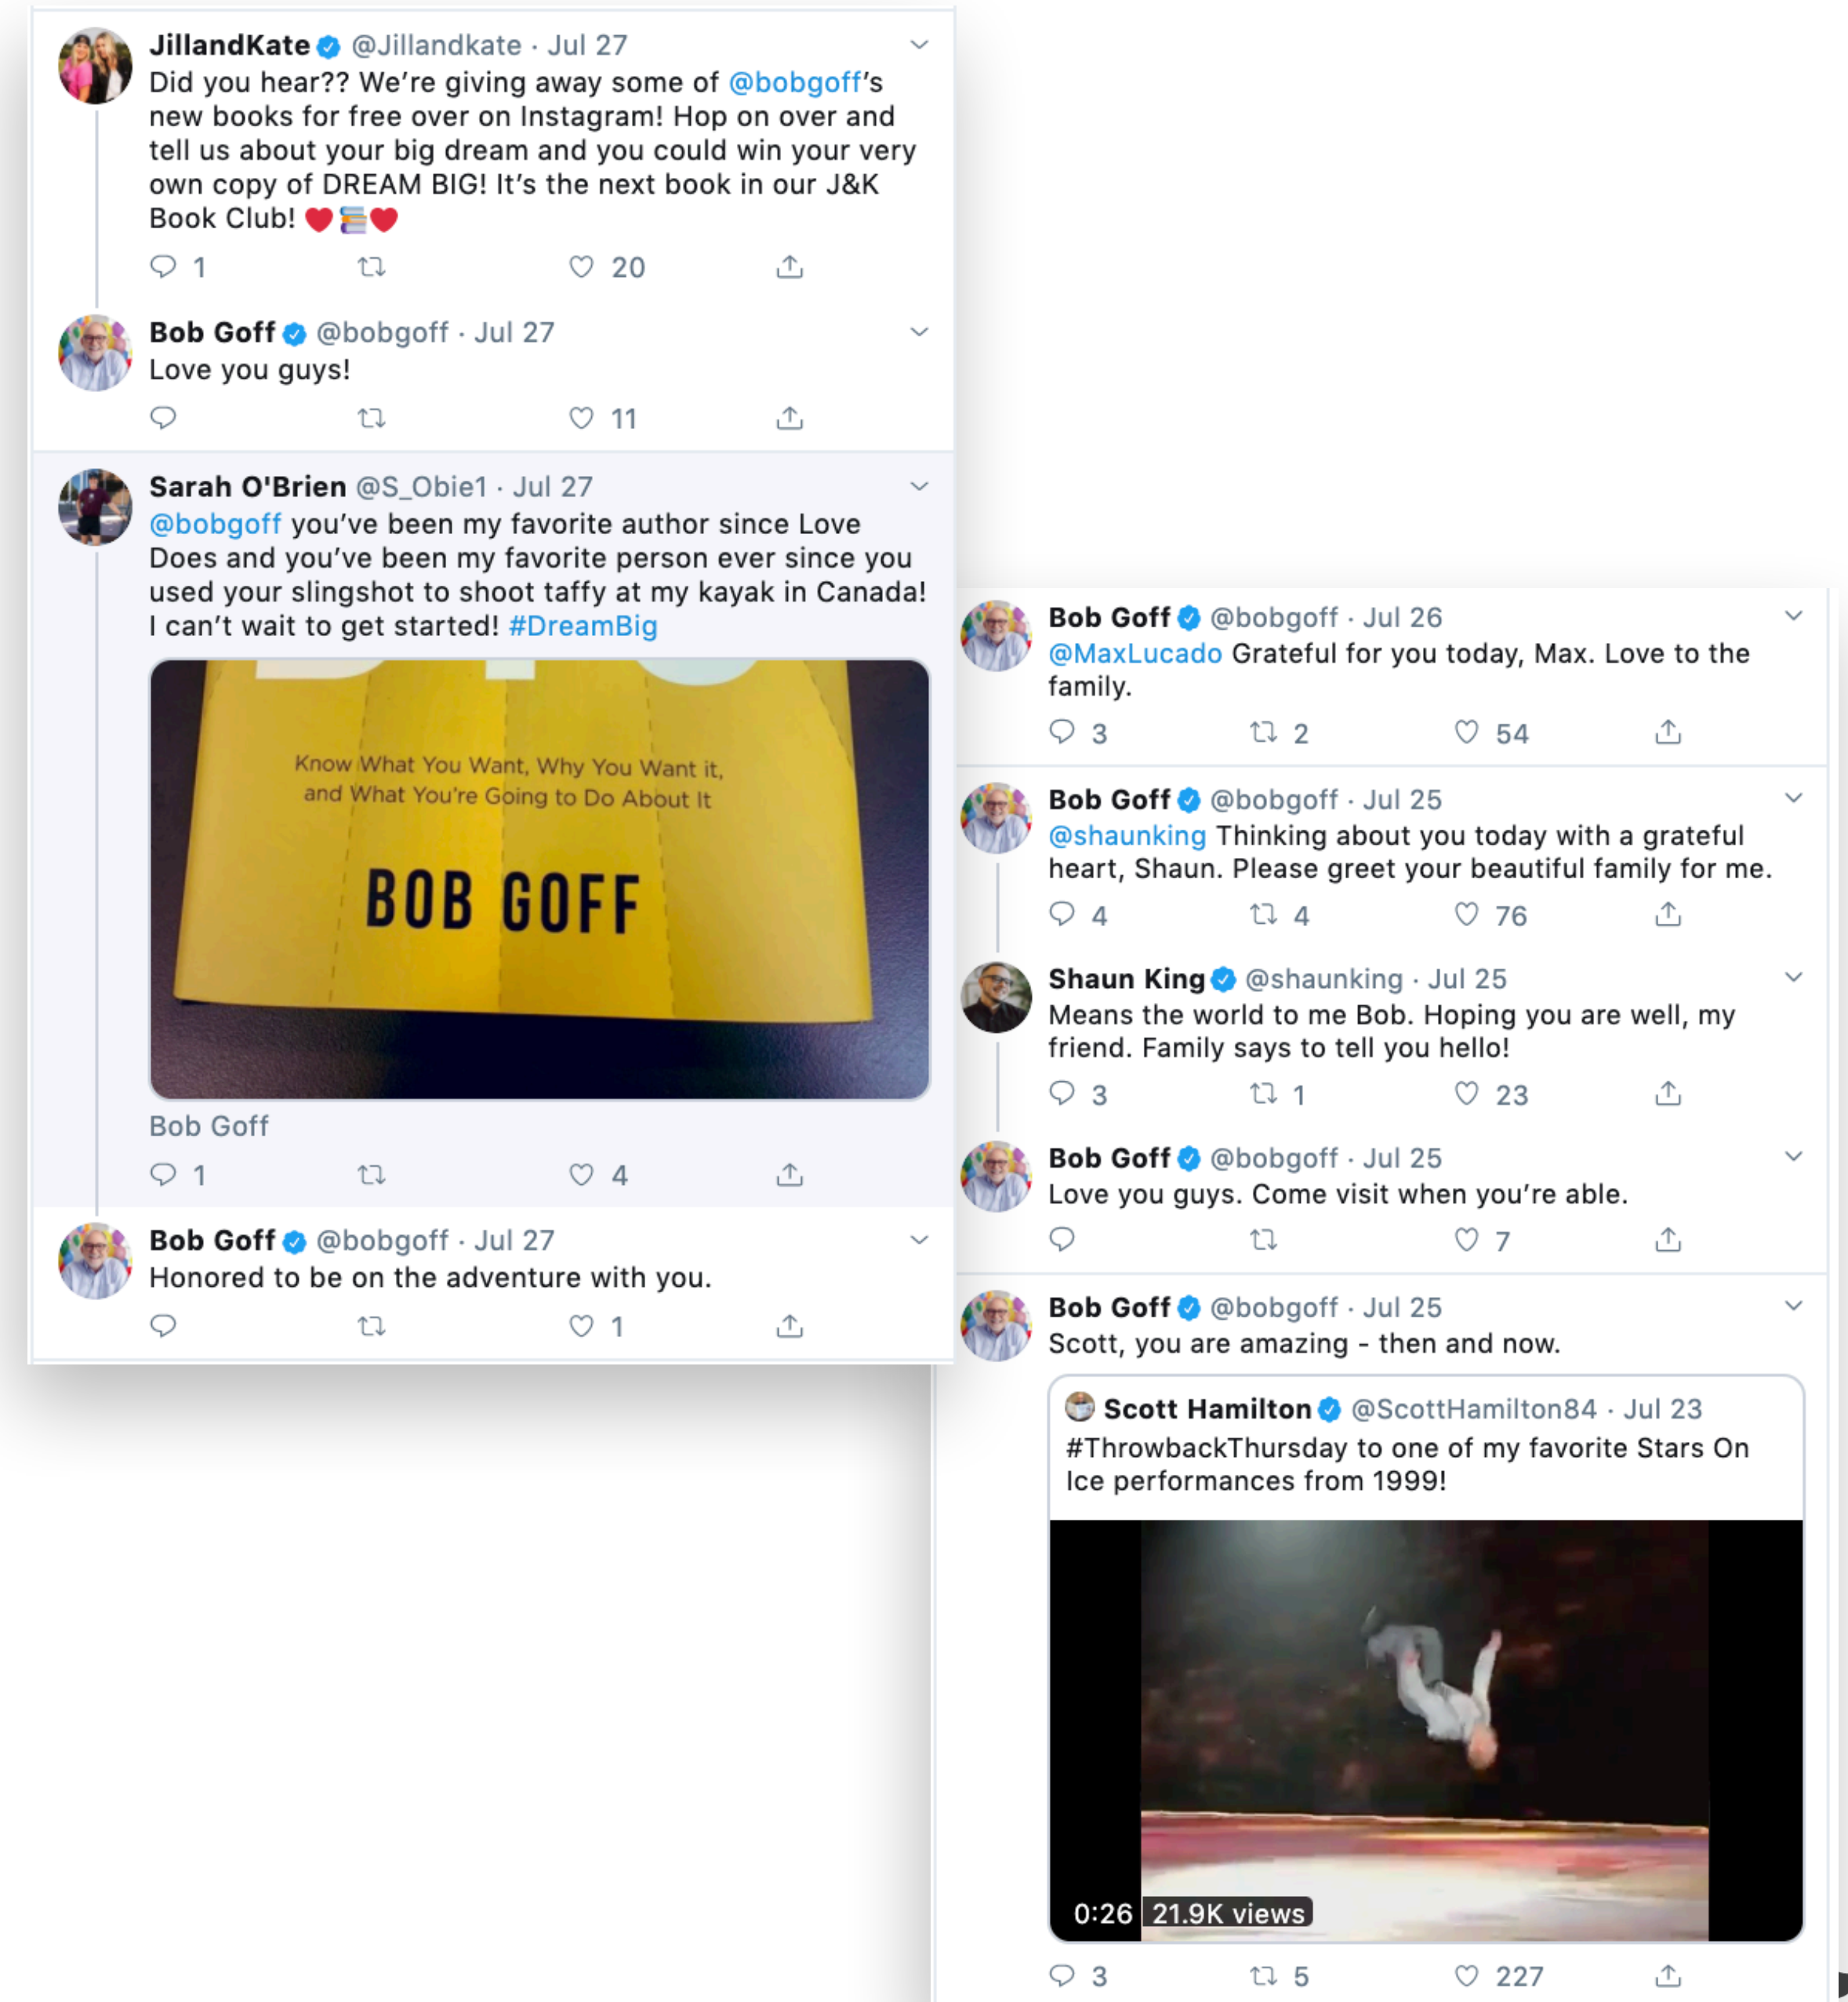 JillandKate @Jillandkate · Jul 27
Did you hear?? We're giving away some of @bobgoff's
new books for free over on Instagram! Hop on over and
tell us about your big dream and you could win your very
own copy of DREAM BIG! It's the next book in our J&K
Book Club! ❤️📚❤️
1 20
Bob Goff @bobgoff · Jul 27
Love you guys!
11
Sarah O'Brien @S_Obie1 · Jul 27
@bobgoff you've been my favorite author since Love
Does and you've been my favorite person ever since you
used your slingshot to shoot taffy at my kayak in Canada!
I can't wait to get started! #DreamBig
Know What You Want, Why You Want it,
and What You're Going to Do About It
BOB GOFF
Bob Goff
1 4
Bob Goff @bobgoff · Jul 27
Honored to be on the adventure with you.
1
Bob Goff @bobgoff · Jul 26
@MaxLucado Grateful for you today, Max. Love to the
family.
3 2 54
Bob Goff @bobgoff · Jul 25
@shaunking Thinking about you today with a grateful
heart, Shaun. Please greet your beautiful family for me.
4 4 76
Shaun King @shaunking · Jul 25
Means the world to me Bob. Hoping you are well, my
friend. Family says to tell you hello!
3 1 23
Bob Goff @bobgoff · Jul 25
Love you guys. Come visit when you're able.
7
Bob Goff @bobgoff · Jul 25
Scott, you are amazing - then and now.
Scott Hamilton @ScottHamilton84 · Jul 23
#ThrowbackThursday to one of my favorite Stars On
Ice performances from 1999!
0:26 21.9K views
3 5 227